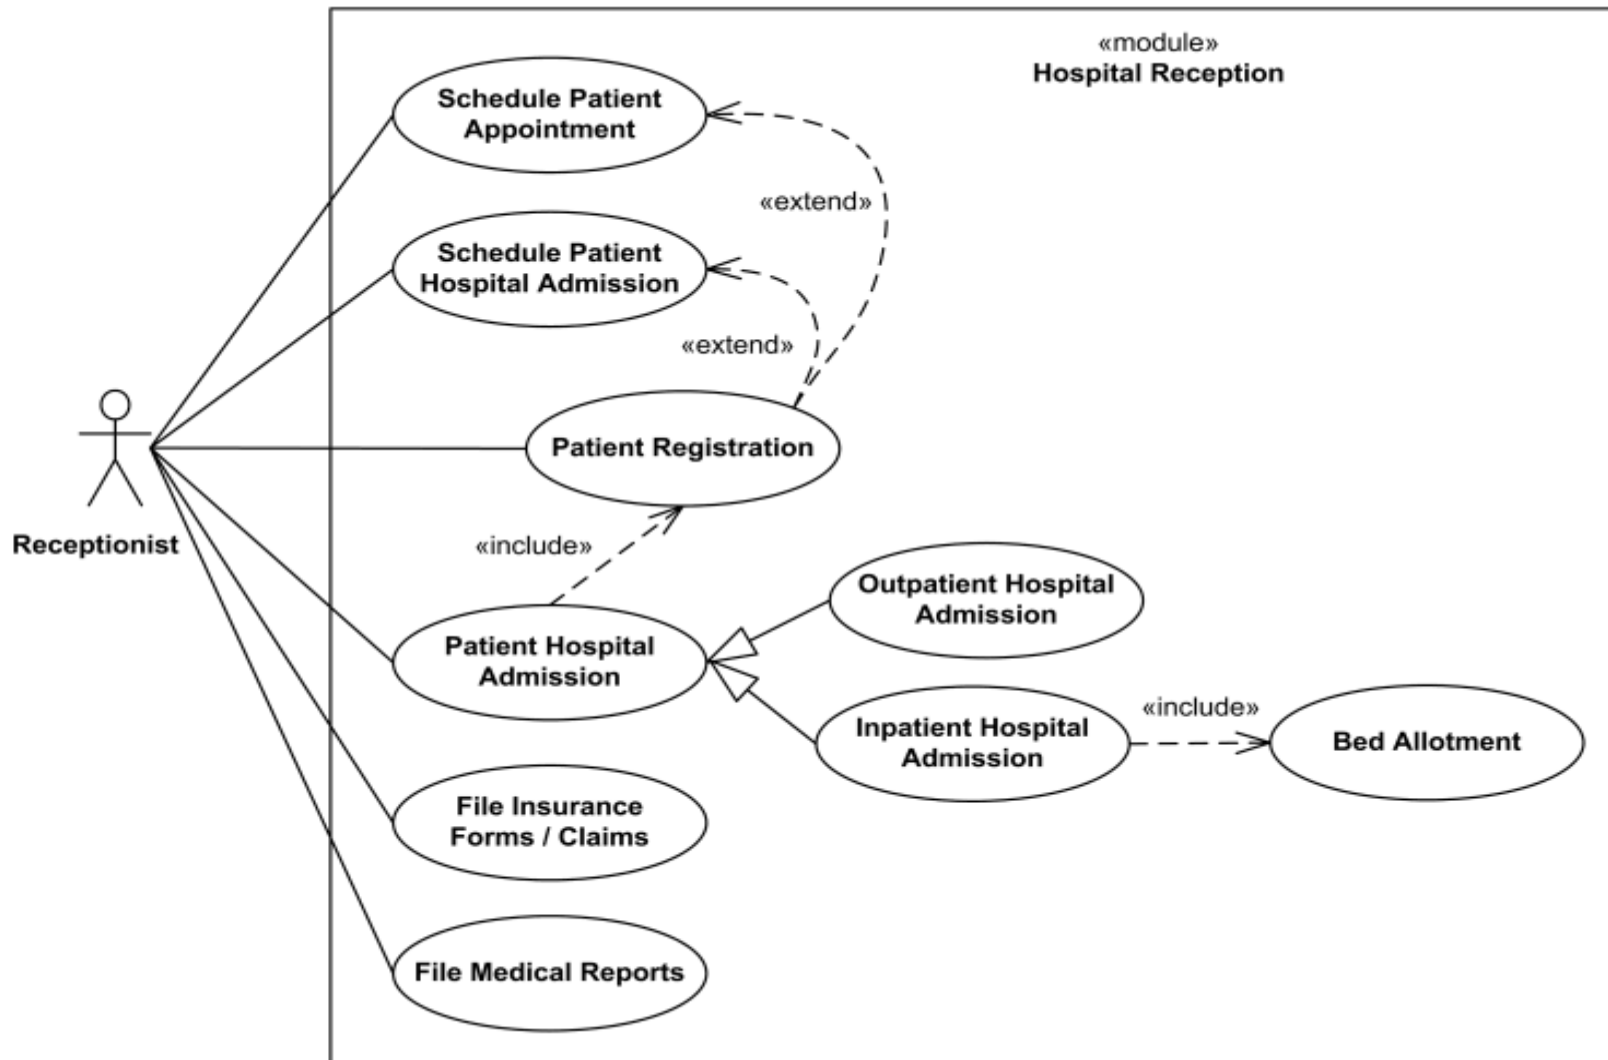 «module»
Hospital Reception
Schedule Patient
Appointment
«extend»
Schedule Patient
Hospital Admission
«extend»
Patient Registration
Receptionist
«include»
Outpatient Hospital
Admission
Patient Hospital
Admission
Inpatient Hospital
Admission
«include»
Bed Allotment
File Insurance
Forms / Claims
File Medical Reports